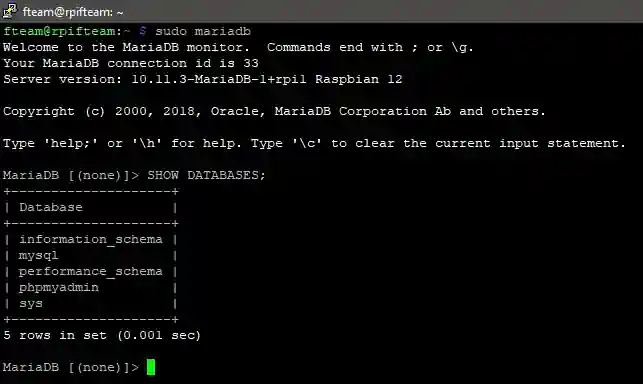 fteam@rpifteam: ~
fteam@rpifteam:~ $ sudo mariadb
Welcome to the MariaDB monitor.  Commands end with ; or \g.
Your MariaDB connection id is 33
Server version: 10.11.3-MariaDB-1+rpi1 Raspbian 12

Copyright (c) 2000, 2018, Oracle, MariaDB Corporation Ab and others.

Type 'help;' or '\h' for help. Type '\c' to clear the current input statement.

MariaDB [(none)]> SHOW DATABASES;
+--------------------+
| Database           |
+--------------------+
| information_schema |
| mysql              |
| performance_schema |
| phpmyadmin         |
| sys                |
+--------------------+
5 rows in set (0.001 sec)

MariaDB [(none)]>